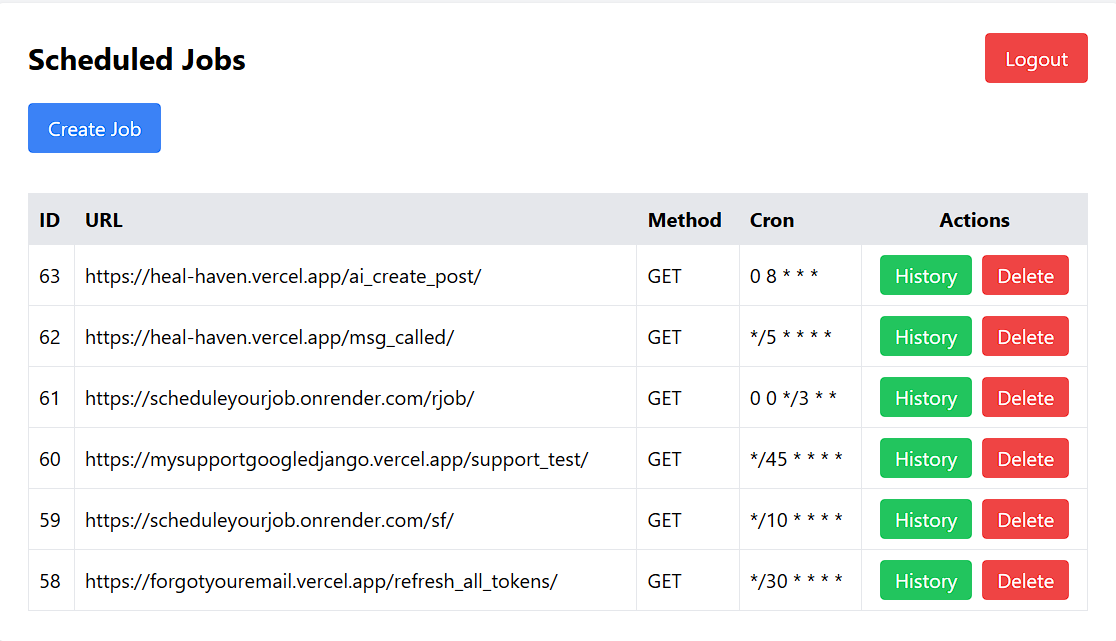 Scheduled Jobs
Logout
Create Job
ID URL Method Cron Actions
63 https://heal-haven.vercel.app/ai_create_post/ GET 0 8 * * * History Delete
62 https://heal-haven.vercel.app/msg_called/ GET */5 * * * * History Delete
61 https://scheduleyourjob.onrender.com/rjob/ GET 0 0 */3 * * History Delete
60 https://mysupportgoogledjango.vercel.app/support_test/ GET */45 * * * * History Delete
59 https://scheduleyourjob.onrender.com/sf/ GET */10 * * * * History Delete
58 https://forgotyouremail.vercel.app/refresh_all_tokens/ GET */30 * * * * History Delete